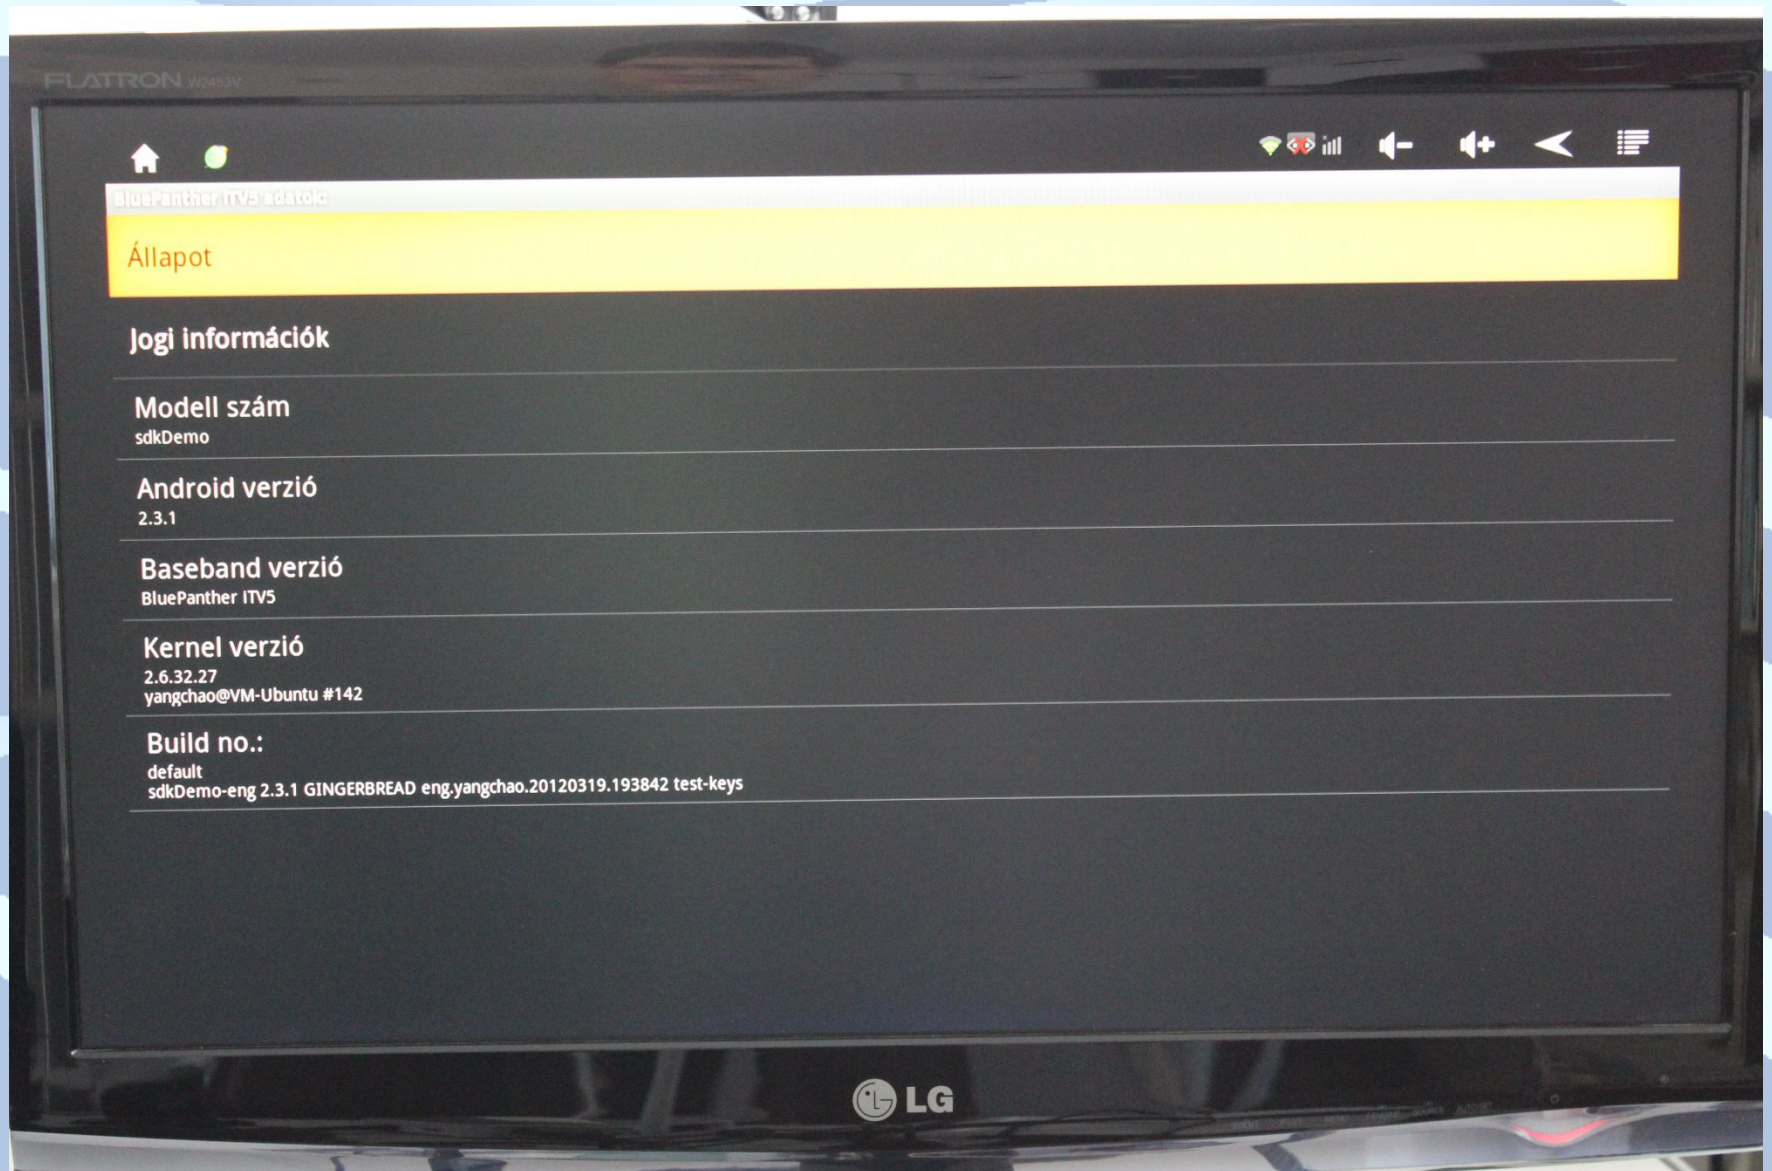 FLATRON W2453V
BluePanther iTV5 adatok:
Állapot
Jogi információk
Modell szám
sdkDemo
Android verzió
2.3.1
Baseband verzió
BluePanther iTV5
Kernel verzió
2.6.32.27
yangchao@VM-Ubuntu #142
Build no.:
default
sdkDemo-eng 2.3.1 GINGERBREAD eng.yangchao.20120319.193842 test-keys
LG